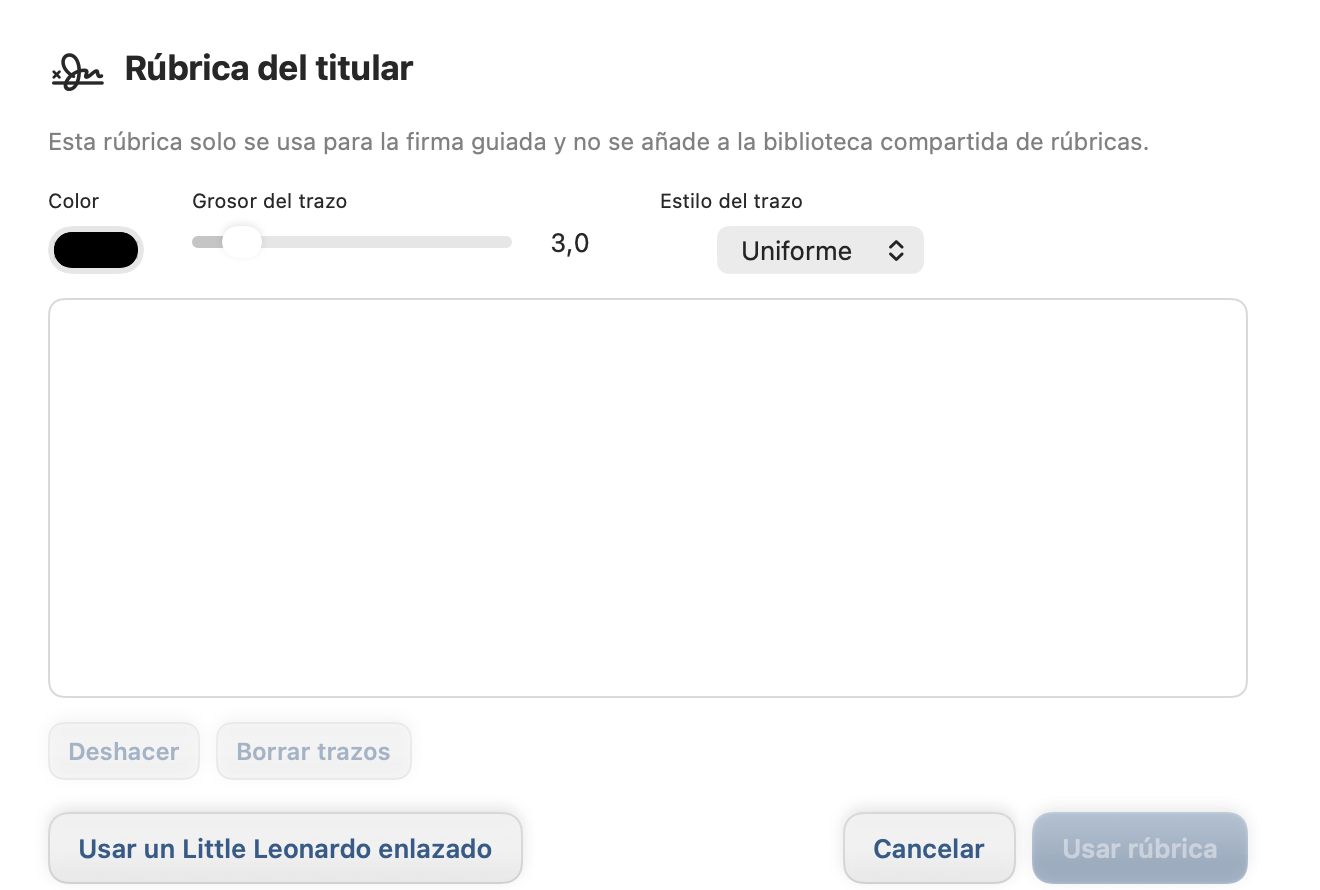 Rúbrica del titular
Esta rúbrica solo se usa para la firma guiada y no se añade a la biblioteca compartida de rúbricas.
Color
Grosor del trazo
Estilo del trazo
3,0
Uniforme
Deshacer
Borrar trazos
Usar un Little Leonardo enlazado
Cancelar
Usar rúbrica